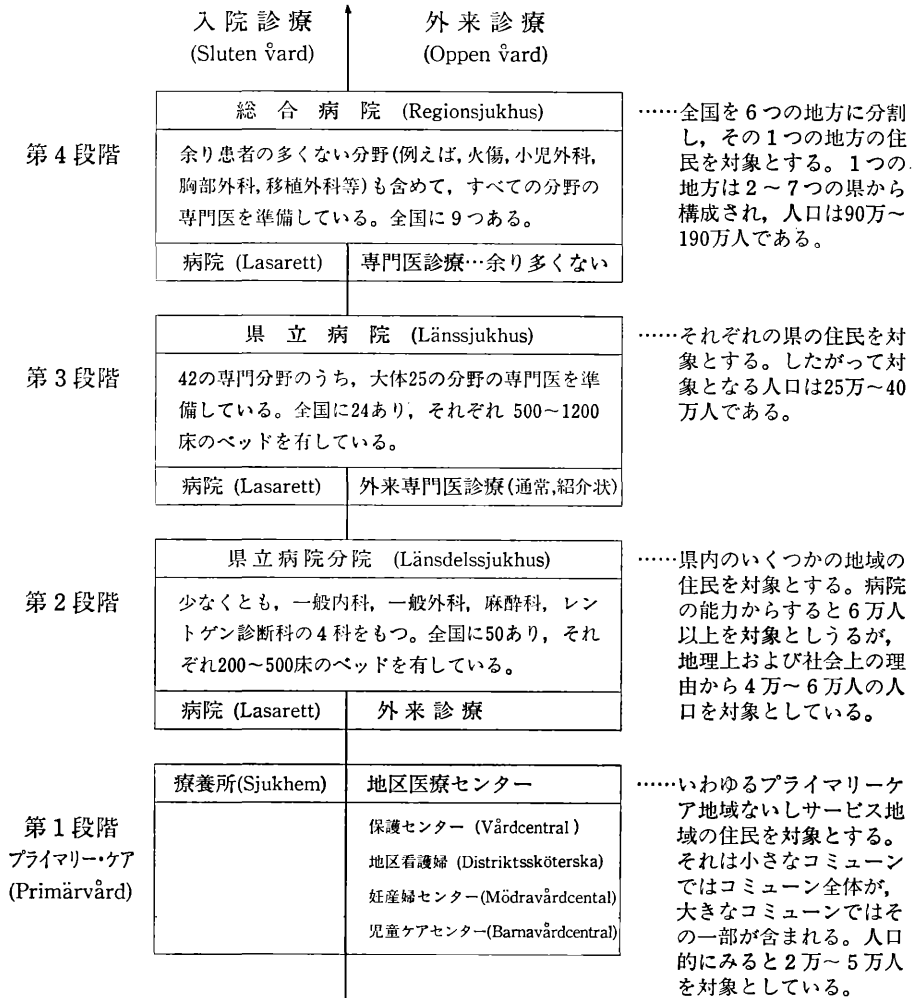 入院診療
(Sluten vård)
外来診療
(Oppen vård)
第4段階
総合病院 (Regionsjukhus)
余り患者の多くない分野(例えば,火傷,小児外科,
胸部外科,移植外科等)も含めて,すべての分野の
専門医を準備している。全国に9つある。
病院 (Lasarett)
専門医診療…余り多くない
……全国を6つの地方に分割
し,その1つの地方の住
民を対象とする。1つの
地方は2〜7つの県から
構成され,人口は90万〜
190万人である。
第3段階
県立病院 (Länssjukhus)
42の専門分野のうち,大体25の分野の専門医を準
備している。全国に24あり,それぞれ 500〜1200
床のベッドを有している。
病院 (Lasarett)
外来専門医診療(通常,紹介状)
……それぞれの県の住民を対
象とする。したがって対
象となる人口は25万〜40
万人である。
第2段階
県立病院分院 (Länsdelssjukhus)
少なくとも,一般内科,一般外科,麻酔科,レン
トゲン診断科の4科をもつ。全国に50あり,それ
ぞれ200〜500床のベッドを有している。
病院 (Lasarett)
外来診療
……県内のいくつかの地域の
住民を対象とする。病院
の能力からすると6万人
以上を対象としうるが,
地理上および社会上の理
由から4万〜6万人の人
口を対象としている。
第1段階
プライマリー・ケア
(Primärvård)
療養所(Sjukhem)
地区医療センター
保護センター (Vårdcentral)
地区看護婦 (Distriktssköterska)
妊産婦センター(Mödravårdcental)
児童ケアセンター(Barnavårdcentral)
……いわゆるプライマリーケ
ア地域ないしサービス地
域の住民を対象とする。
それは小さなコミューン
ではコミューン全体が,
大きなコミューンではそ
の一部が含まれる。人口
的にみると2万〜5万人
を対象としている。